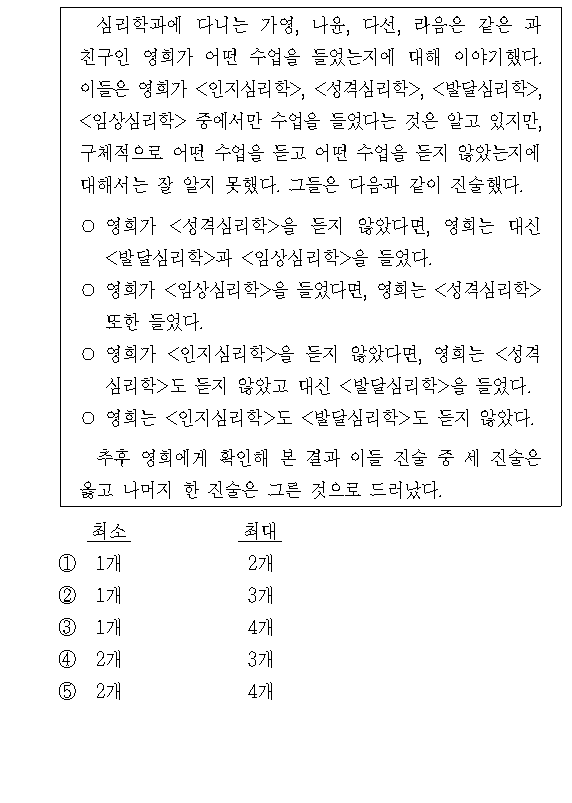 심리학과에 다니는 가영, 나윤, 다선, 라음은 같은 과
친구인 영희가 어떤 수업을 들었는지에 대해 이야기했다.
이들은 영희가 <인지심리학>, <성격심리학>, <발달심리학>,
<임상심리학> 중에서만 수업을 들었다는 것은 알고 있지만,
구체적으로 어떤 수업을 듣고 어떤 수업을 듣지 않았는지에
대해서는 잘 알지 못했다. 그들은 다음과 같이 진술했다.
○ 영희가 <성격심리학>을 듣지 않았다면, 영희는 대신
<발달심리학>과 <임상심리학>을 들었다.
○ 영희가 <임상심리학>을 들었다면, 영희는 <성격심리학>
또한 들었다.
○ 영희가 <인지심리학>을 듣지 않았다면, 영희는 <성격
심리학>도 듣지 않았고 대신 <발달심리학>을 들었다.
○ 영희는 <인지심리학>도 <발달심리학>도 듣지 않았다.
추후 영희에게 확인해 본 결과 이들 진술 중 세 진술은
옳고 나머지 한 진술은 그른 것으로 드러났다.
최소 최대
① 1개 2개
② 1개 3개
③ 1개 4개
④ 2개 3개
⑤ 2개 4개